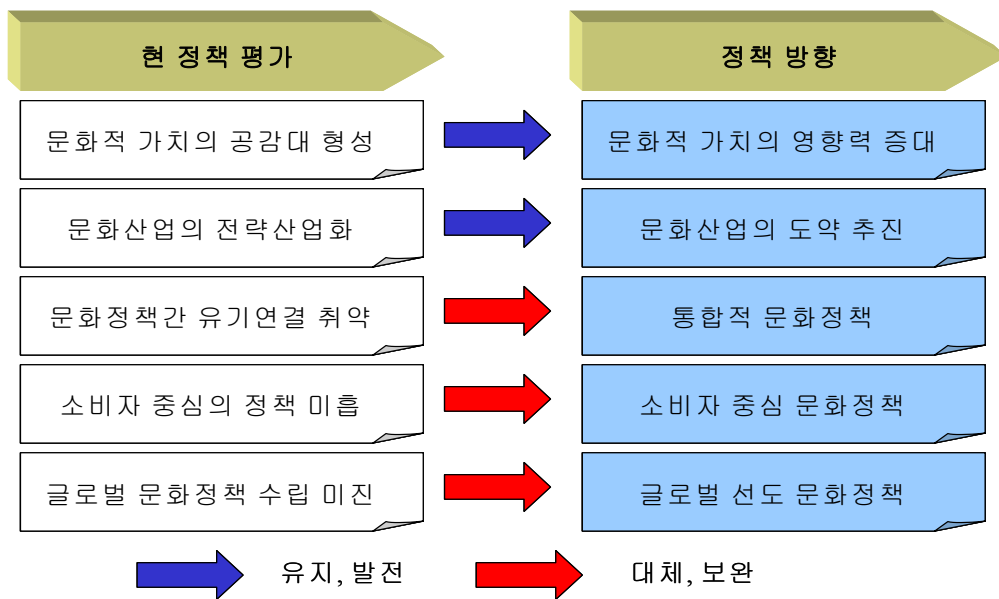 현 정책 평가
정책 방향
문화적 가치의 공감대 형성
문화적 가치의 영향력 증대
문화산업의 전략산업화
문화산업의 도약 추진
문화정책간 유기연결 취약
통합적 문화정책
소비자 중심의 정책 미흡
소비자 중심 문화정책
글로벌 문화정책 수립 미진
글로벌 선도 문화정책
유지, 발전
대체, 보완